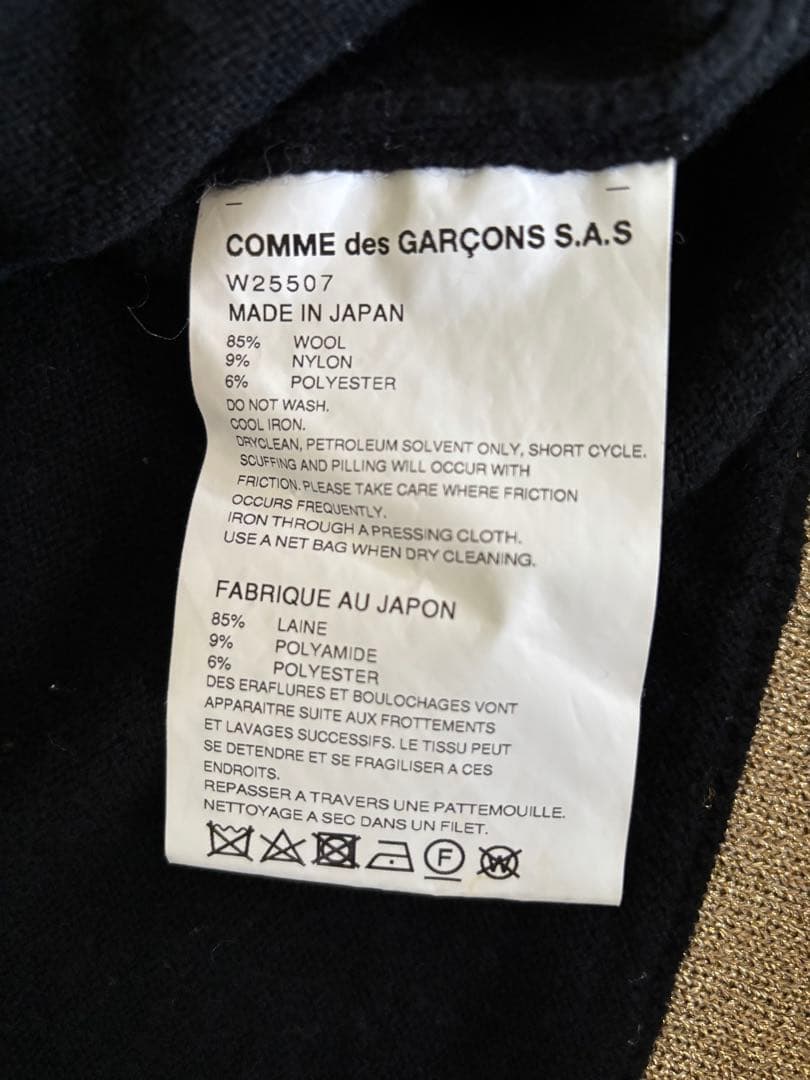 COMME des GARÇONS S.A.S
W25507
MADE IN JAPAN
85% WOOL
9% NYLON
6% POLYESTER
DO NOT WASH.
COOL IRON.
DRYCLEAN, PETROLEUM SOLVENT ONLY, SHORT CYCLE.
SCUFFING AND PILLING WILL OCCUR WITH
FRICTION. PLEASE TAKE CARE WHERE FRICTION
OCCURS FREQUENTLY.
IRON THROUGH A PRESSING CLOTH.
USE A NET BAG WHEN DRY CLEANING.
FABRIQUE AU JAPON
85% LAINE
9% POLYAMIDE
6% POLYESTER
DES ERAFLURES ET BOULOCHAGES VONT
APPARAITRE SUITE AUX FROTTEMENTS
ET LAVAGES SUCCESSIFS. LE TISSU PEUT
SE DETENDRE ET SE FRAGILISER A CES
ENDROITS.
REPASSER A TRAVERS UNE PATTEMOUILLE.
NETTOYAGE A SEC DANS UN FILET.
F W